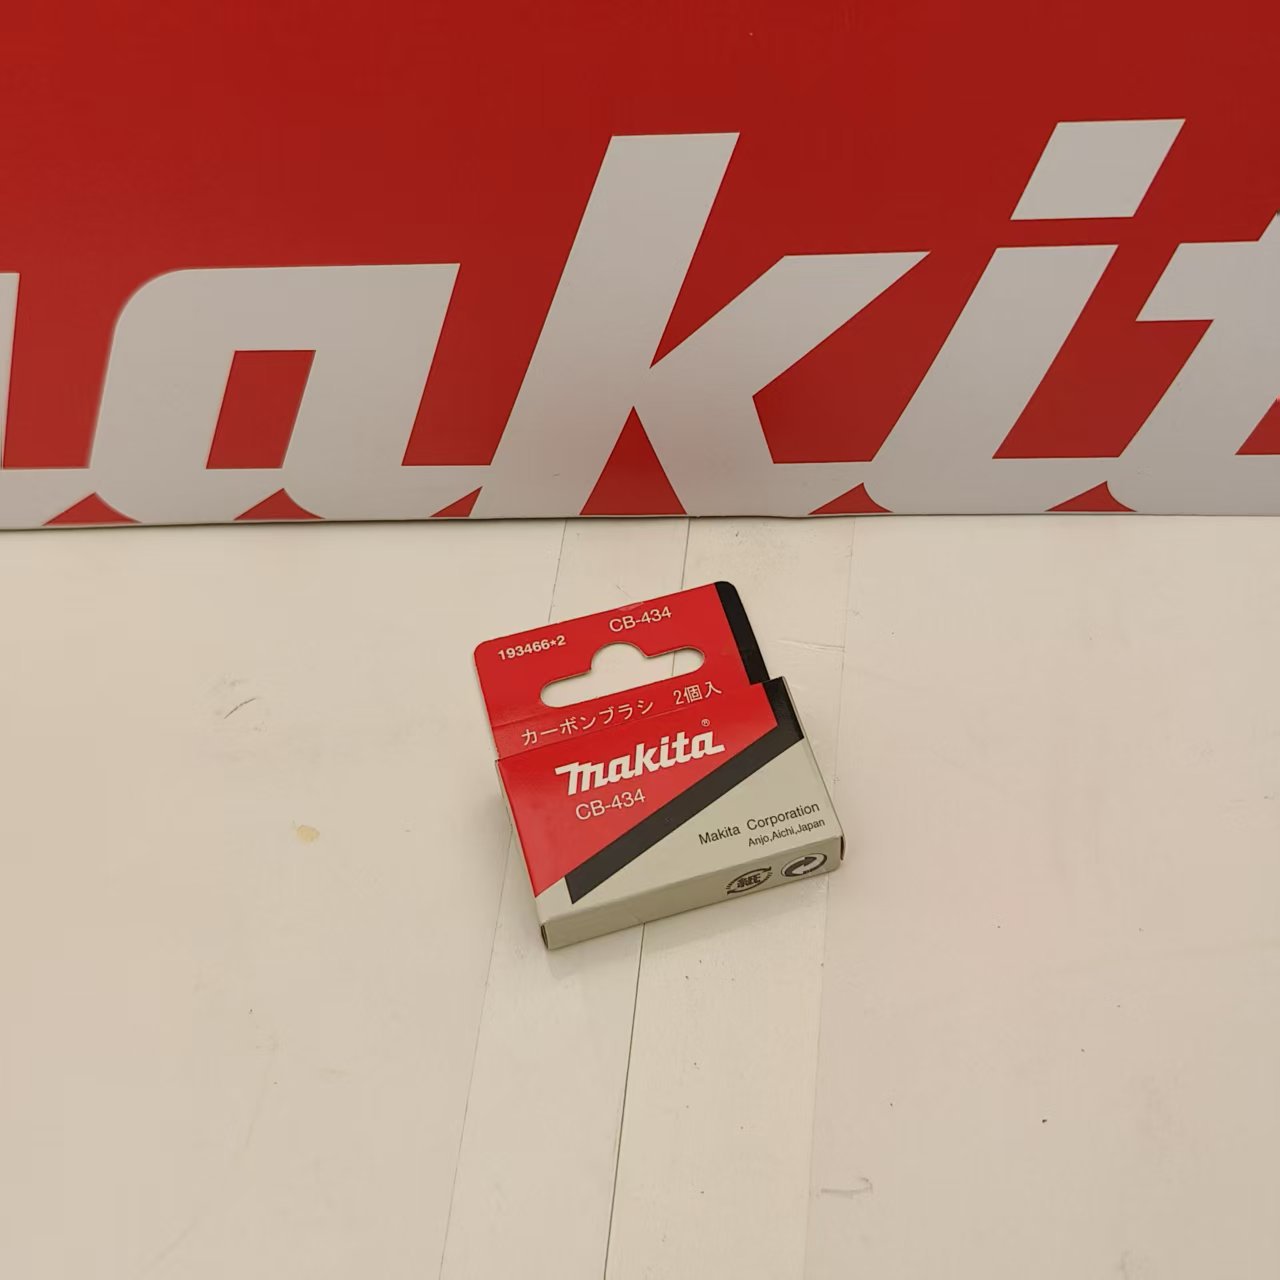 makita
193466*2 CB-434
カーボンブラシ 2個入
makita®
CB-434
Makita Corporation
Anjo,Aichi,Japan
紙